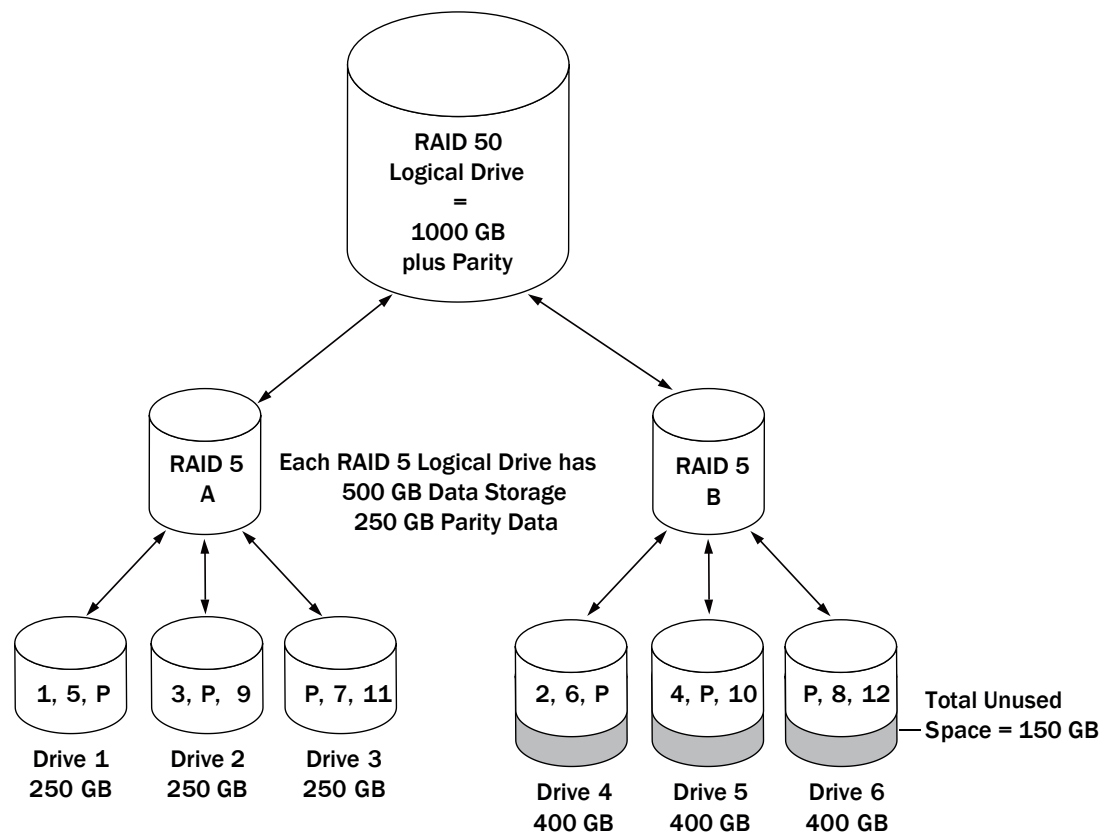 RAID 50
Logical Drive
=
1000 GB
plus Parity
RAID 5
A
Each RAID 5 Logical Drive has
500 GB Data Storage
250 GB Parity Data
RAID 5
B
1, 5, P
3, P, 9
P, 7, 11
2, 6, P
4, P, 10
P, 8, 12
Total Unused
Space = 150 GB
Drive 1
250 GB
Drive 2
250 GB
Drive 3
250 GB
Drive 4
400 GB
Drive 5
400 GB
Drive 6
400 GB